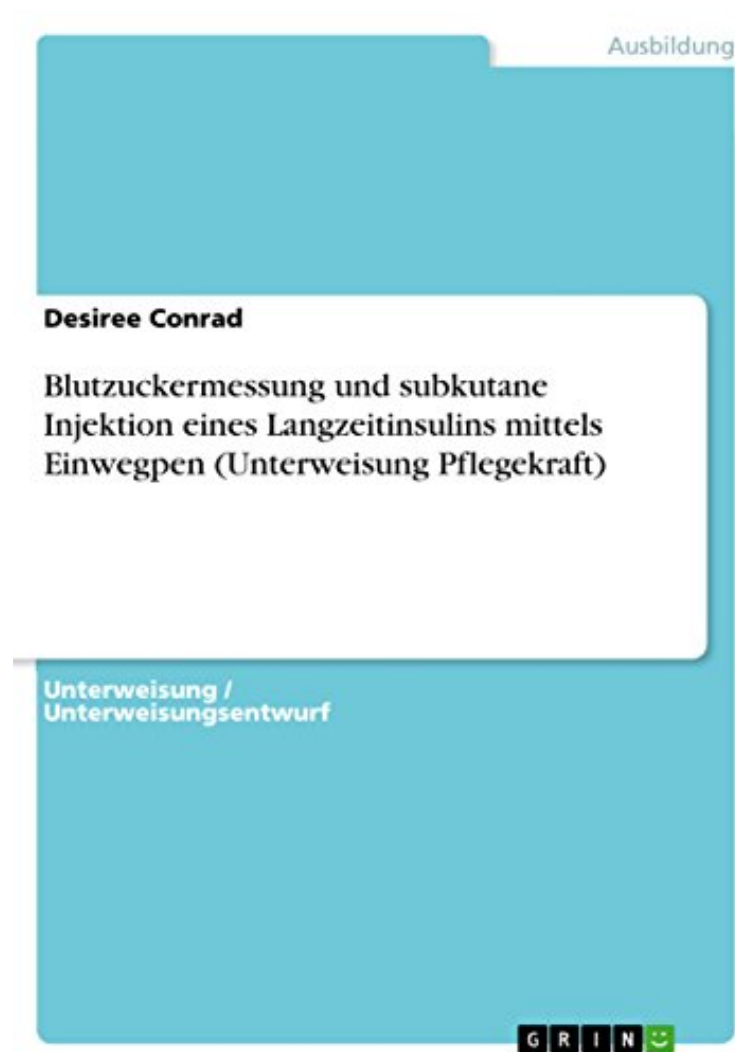 Ausbildung
Desiree Conrad
Blutzuckermessung und subkutane
Injektion eines Langzeitinsulins mittels
Einwegpen (Unterweisung Pflegekraft)
Unterweisung /
Unterweisungsentwurf
GRIN